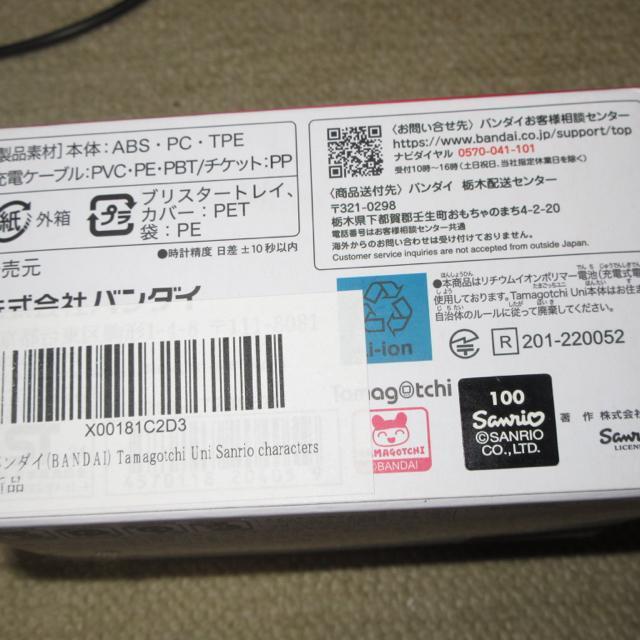 製品素材]本体:ABS・PC・TPE
充電ケーブル:PVC・PE・PBT/チケット:PP
紙 外箱
プラ
ブリスタートレイ、
カバー:PET
袋:PE
●時計精度 日差±10秒以内
売元
株式会社バンダイ
〈お問い合せ先〉バンダイお客様相談センター
https://www.bandai.co.jp/support/top
ナビダイヤル 0570-041-101
受付10時~16時(土日祝日、当社指定休業日を除く)
〈商品送付先〉バンダイ 栃木配送センター
〒321-0298
栃木県下都賀郡壬生町おもちゃのまち4-2-20
電話番号はお客様相談センター共通
海外からのお問い合せは受け付けておりません。
Customer service inquiries are not accepted from outside Japan.
●本商品はリチウムイオンポリマー電池(充電式電
使用しております。Tamagotchi Uni本体はお住ま
自治体のルールに従って廃棄してください。
Li-ion
R 201-220052
X00181C2D3
バンダイ(BANDAI) Tamagotchi Uni Sanrio characters
新品
Tamagotchi
TAMAGOTCHI
©BANDAI
100
Sanrio
©SANRIO
CO.,LTD.
著 作 株式会社
Sanrio
LICENSE